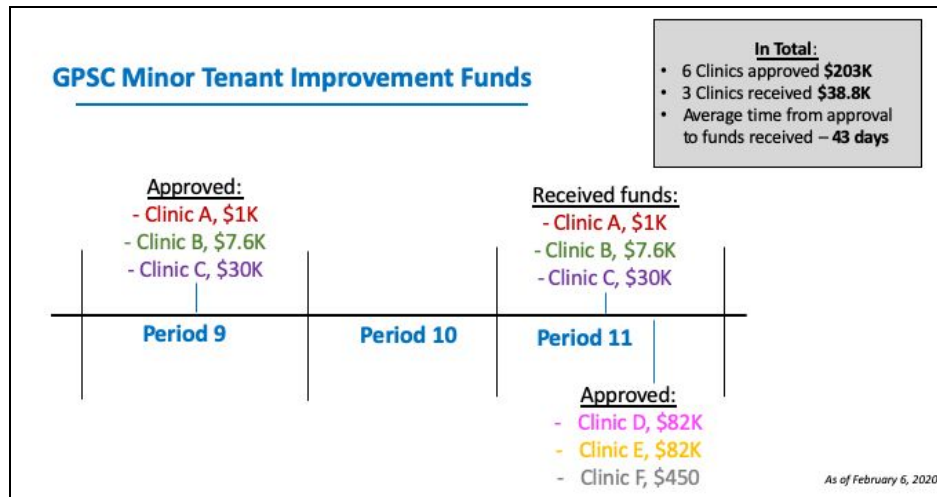 In Total:
• 6 Clinics approved $203K
• 3 Clinics received $38.8K
• Average time from approval
to funds received – 43 days
GPSC Minor Tenant Improvement Funds
Approved:
- Clinic A, $1K
- Clinic B, $7.6K
- Clinic C, $30K
Received funds:
- Clinic A, $1K
- Clinic B, $7.6K
- Clinic C, $30K
Period 9
Period 10
Period 11
Approved:
- Clinic D, $82K
- Clinic E, $82K
- Clinic F, $450
As of February 6, 2020